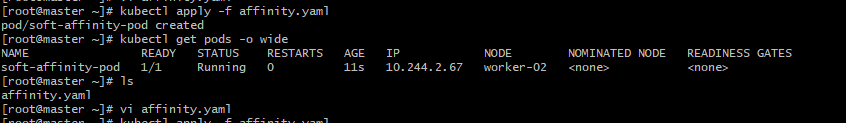 [root@master ~]# kubectl apply -f affinity.yaml
pod/soft-affinity-pod created
[root@master ~]# kubectl get pods -o wide
NAME READY STATUS RESTARTS AGE IP NODE NOMINATED NODE READINESS GATES
soft-affinity-pod 1/1 Running 0 11s 10.244.2.67 worker-02 <none> <none>
[root@master ~]# ls
affinity.yaml
[root@master ~]# vi affinity.yaml
[root@master ~]# kubectl apply -f affinity.yaml